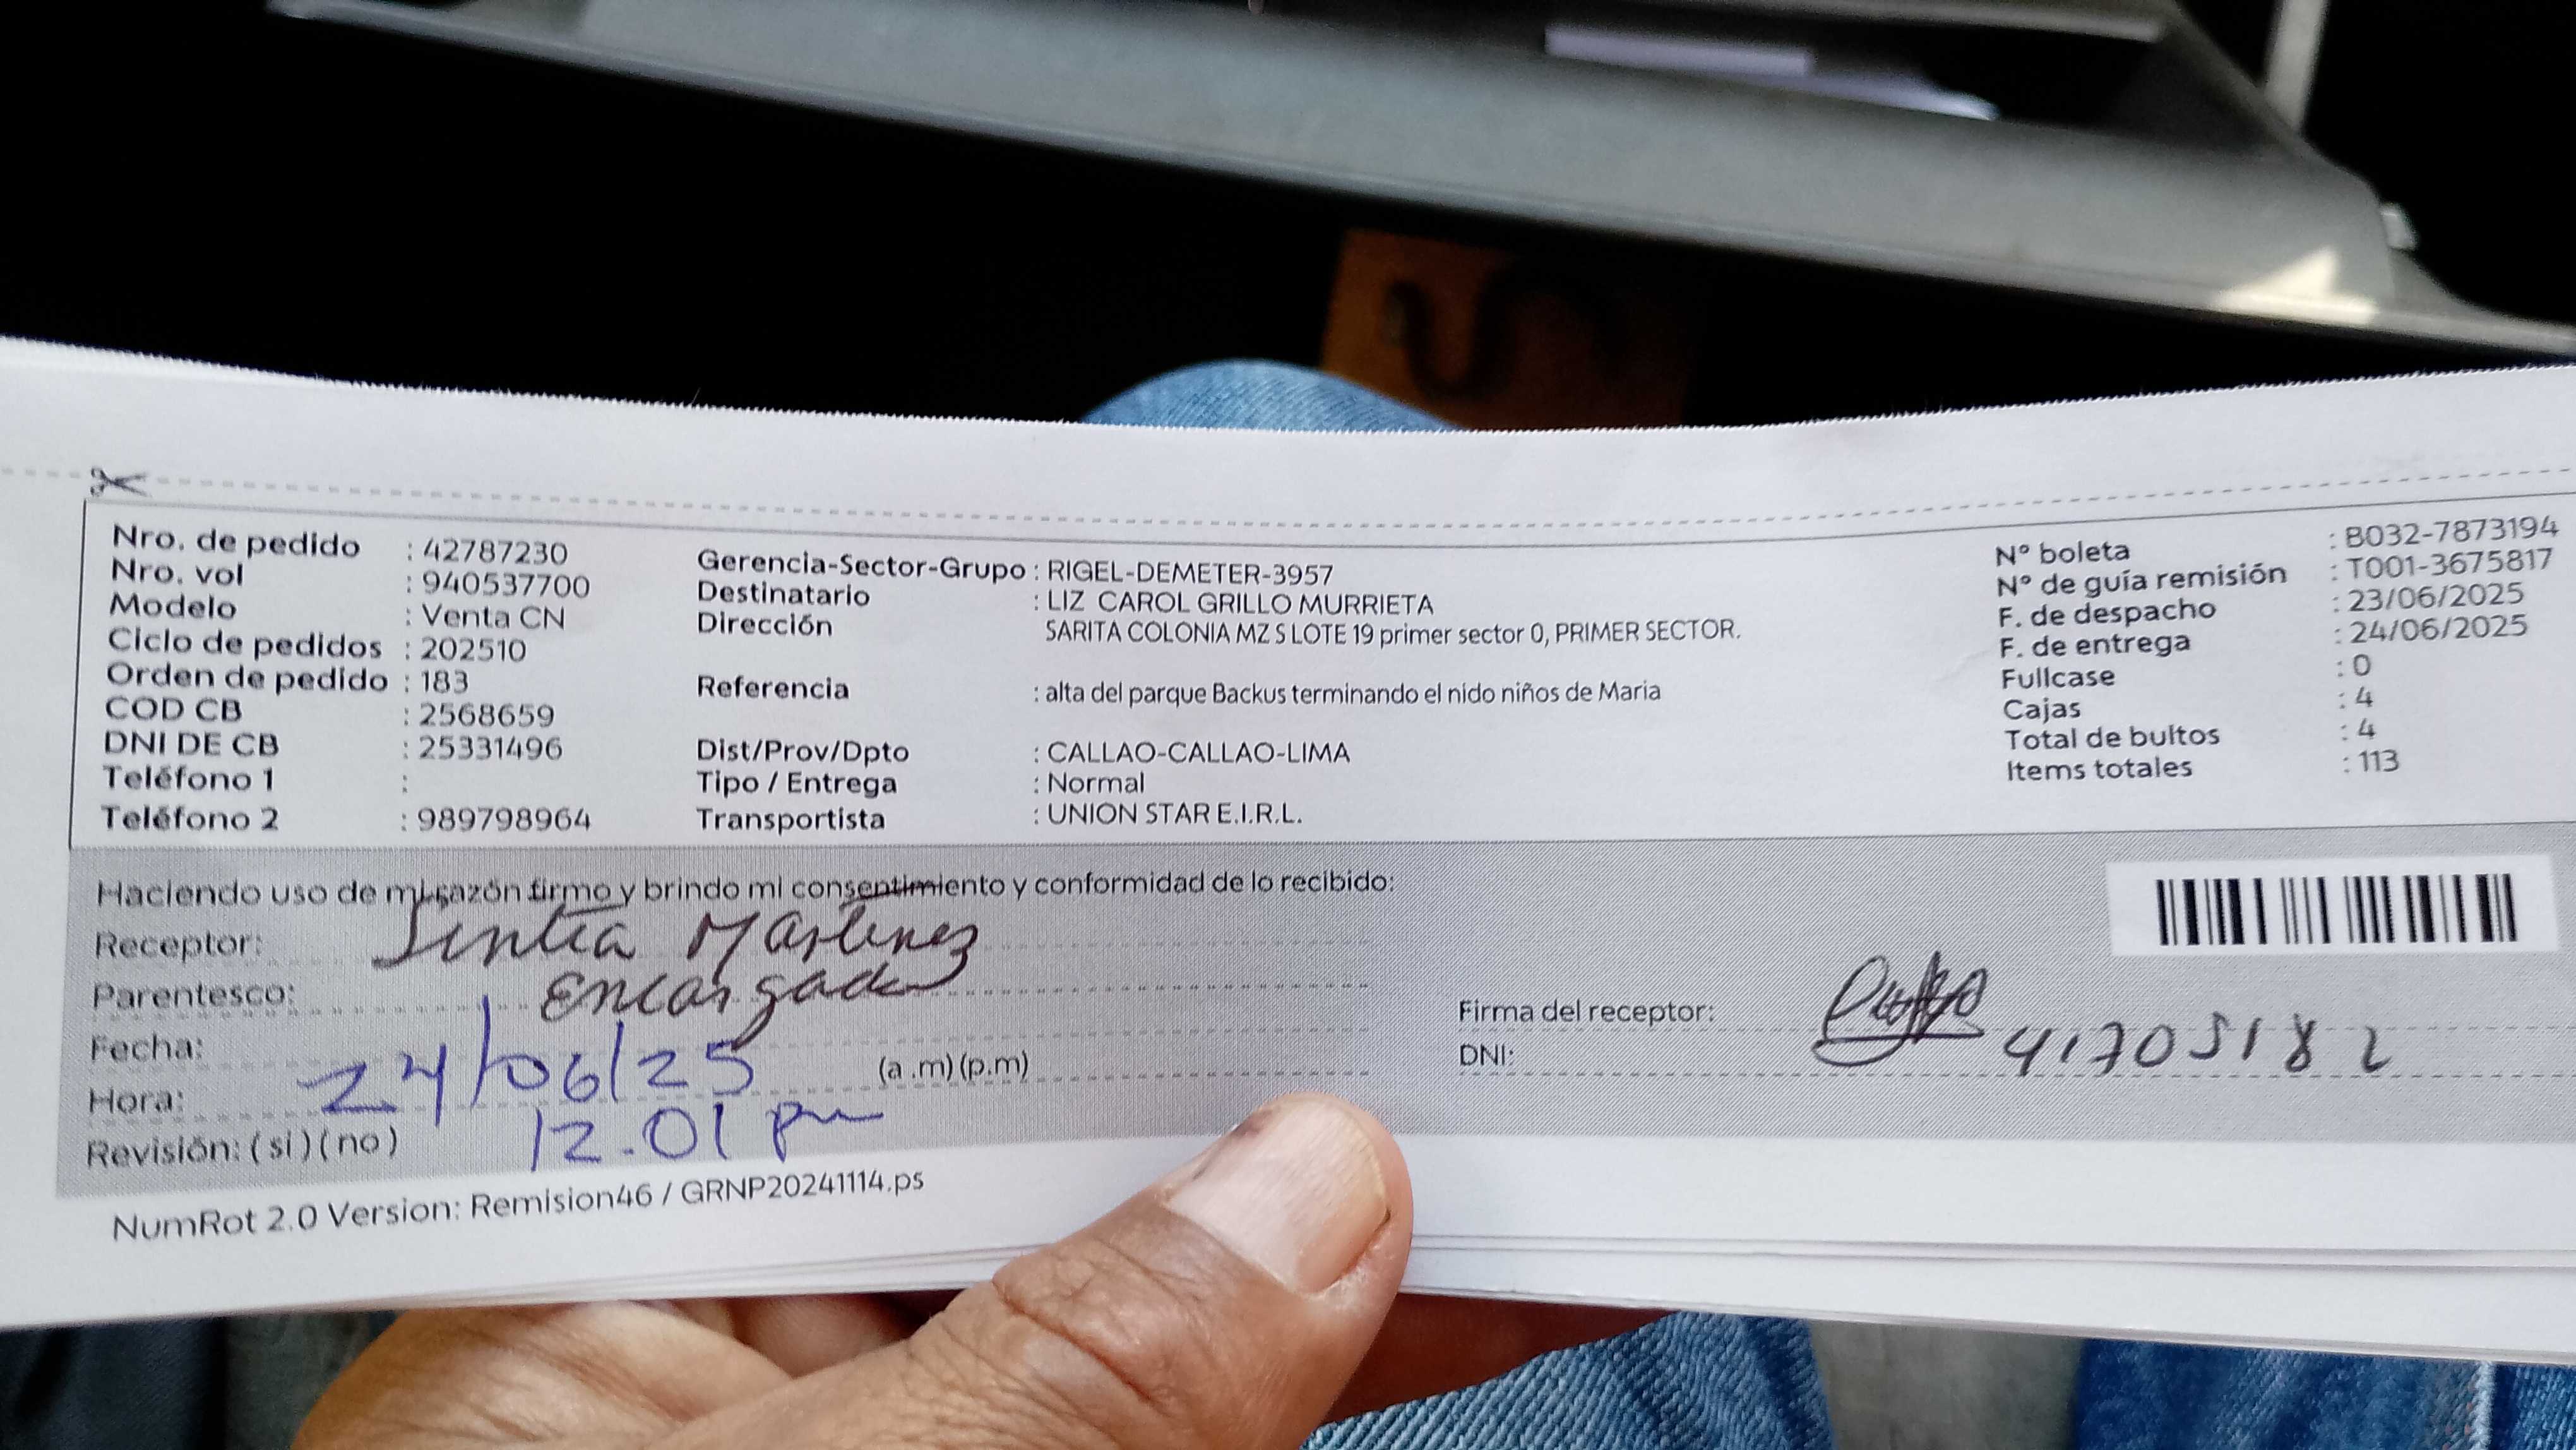 Nro. de pedido : 42787230
Nro. vol : 940537700
Modelo : Venta CN
Ciclo de pedidos : 202510
Orden de pedido : 183
COD CB : 2568659
DNI DE CB : 25331496
Teléfono 1 :
Teléfono 2 : 989798964
Gerencia-Sector-Grupo : RIGEL-DEMETER-3957
Destinatario : LIZ CAROL GRILLO MURRIETA
Dirección SARITA COLONIA MZ S LOTE 19 primer sector 0, PRIMER SECTOR.
Referencia : alta del parque Backus terminando el nido niños de Maria
Dist/Prov/Dpto : CALLAO-CALLAO-LIMA
Tipo / Entrega : Normal
Transportista : UNION STAR E.I.R.L.
N° boleta : B032-7873194
N° de guía remisión : T001-3675817
F. de despacho : 23/06/2025
F. de entrega : 24/06/2025
Fullcase : 0
Cajas : 4
Total de bultos : 4
Items totales : 113
Haciendo uso de mi razón firmo y brindo mi consentimiento y conformidad de lo recibido:
Receptor: Sintia Martinez
Parentesco: encargada
Fecha: 24/06/25
Hora: 12.01 pm (a .m) (p.m)
Revisión: ( si ) ( no )
Firma del receptor:
DNI: 41705182
NumRot 2.0 Version: Remision46 / GRNP20241114.ps